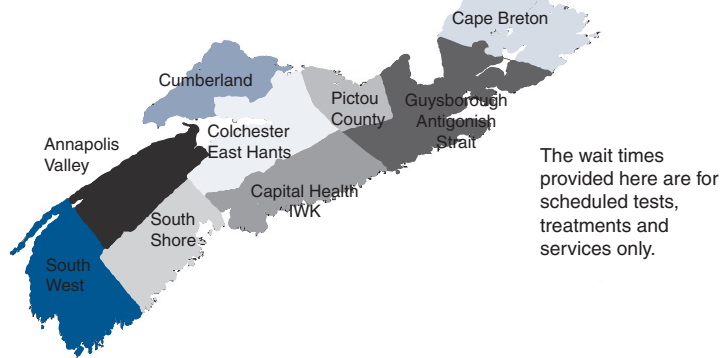 Cape Breton
Cumberland
Pictou
County
Guysborough
Antigonish
Strait
Colchester
East Hants
Annapolis
Valley
Capital Health
IWK
South
Shore
South
West
The wait times
provided here are for
scheduled tests,
treatments and
services only.